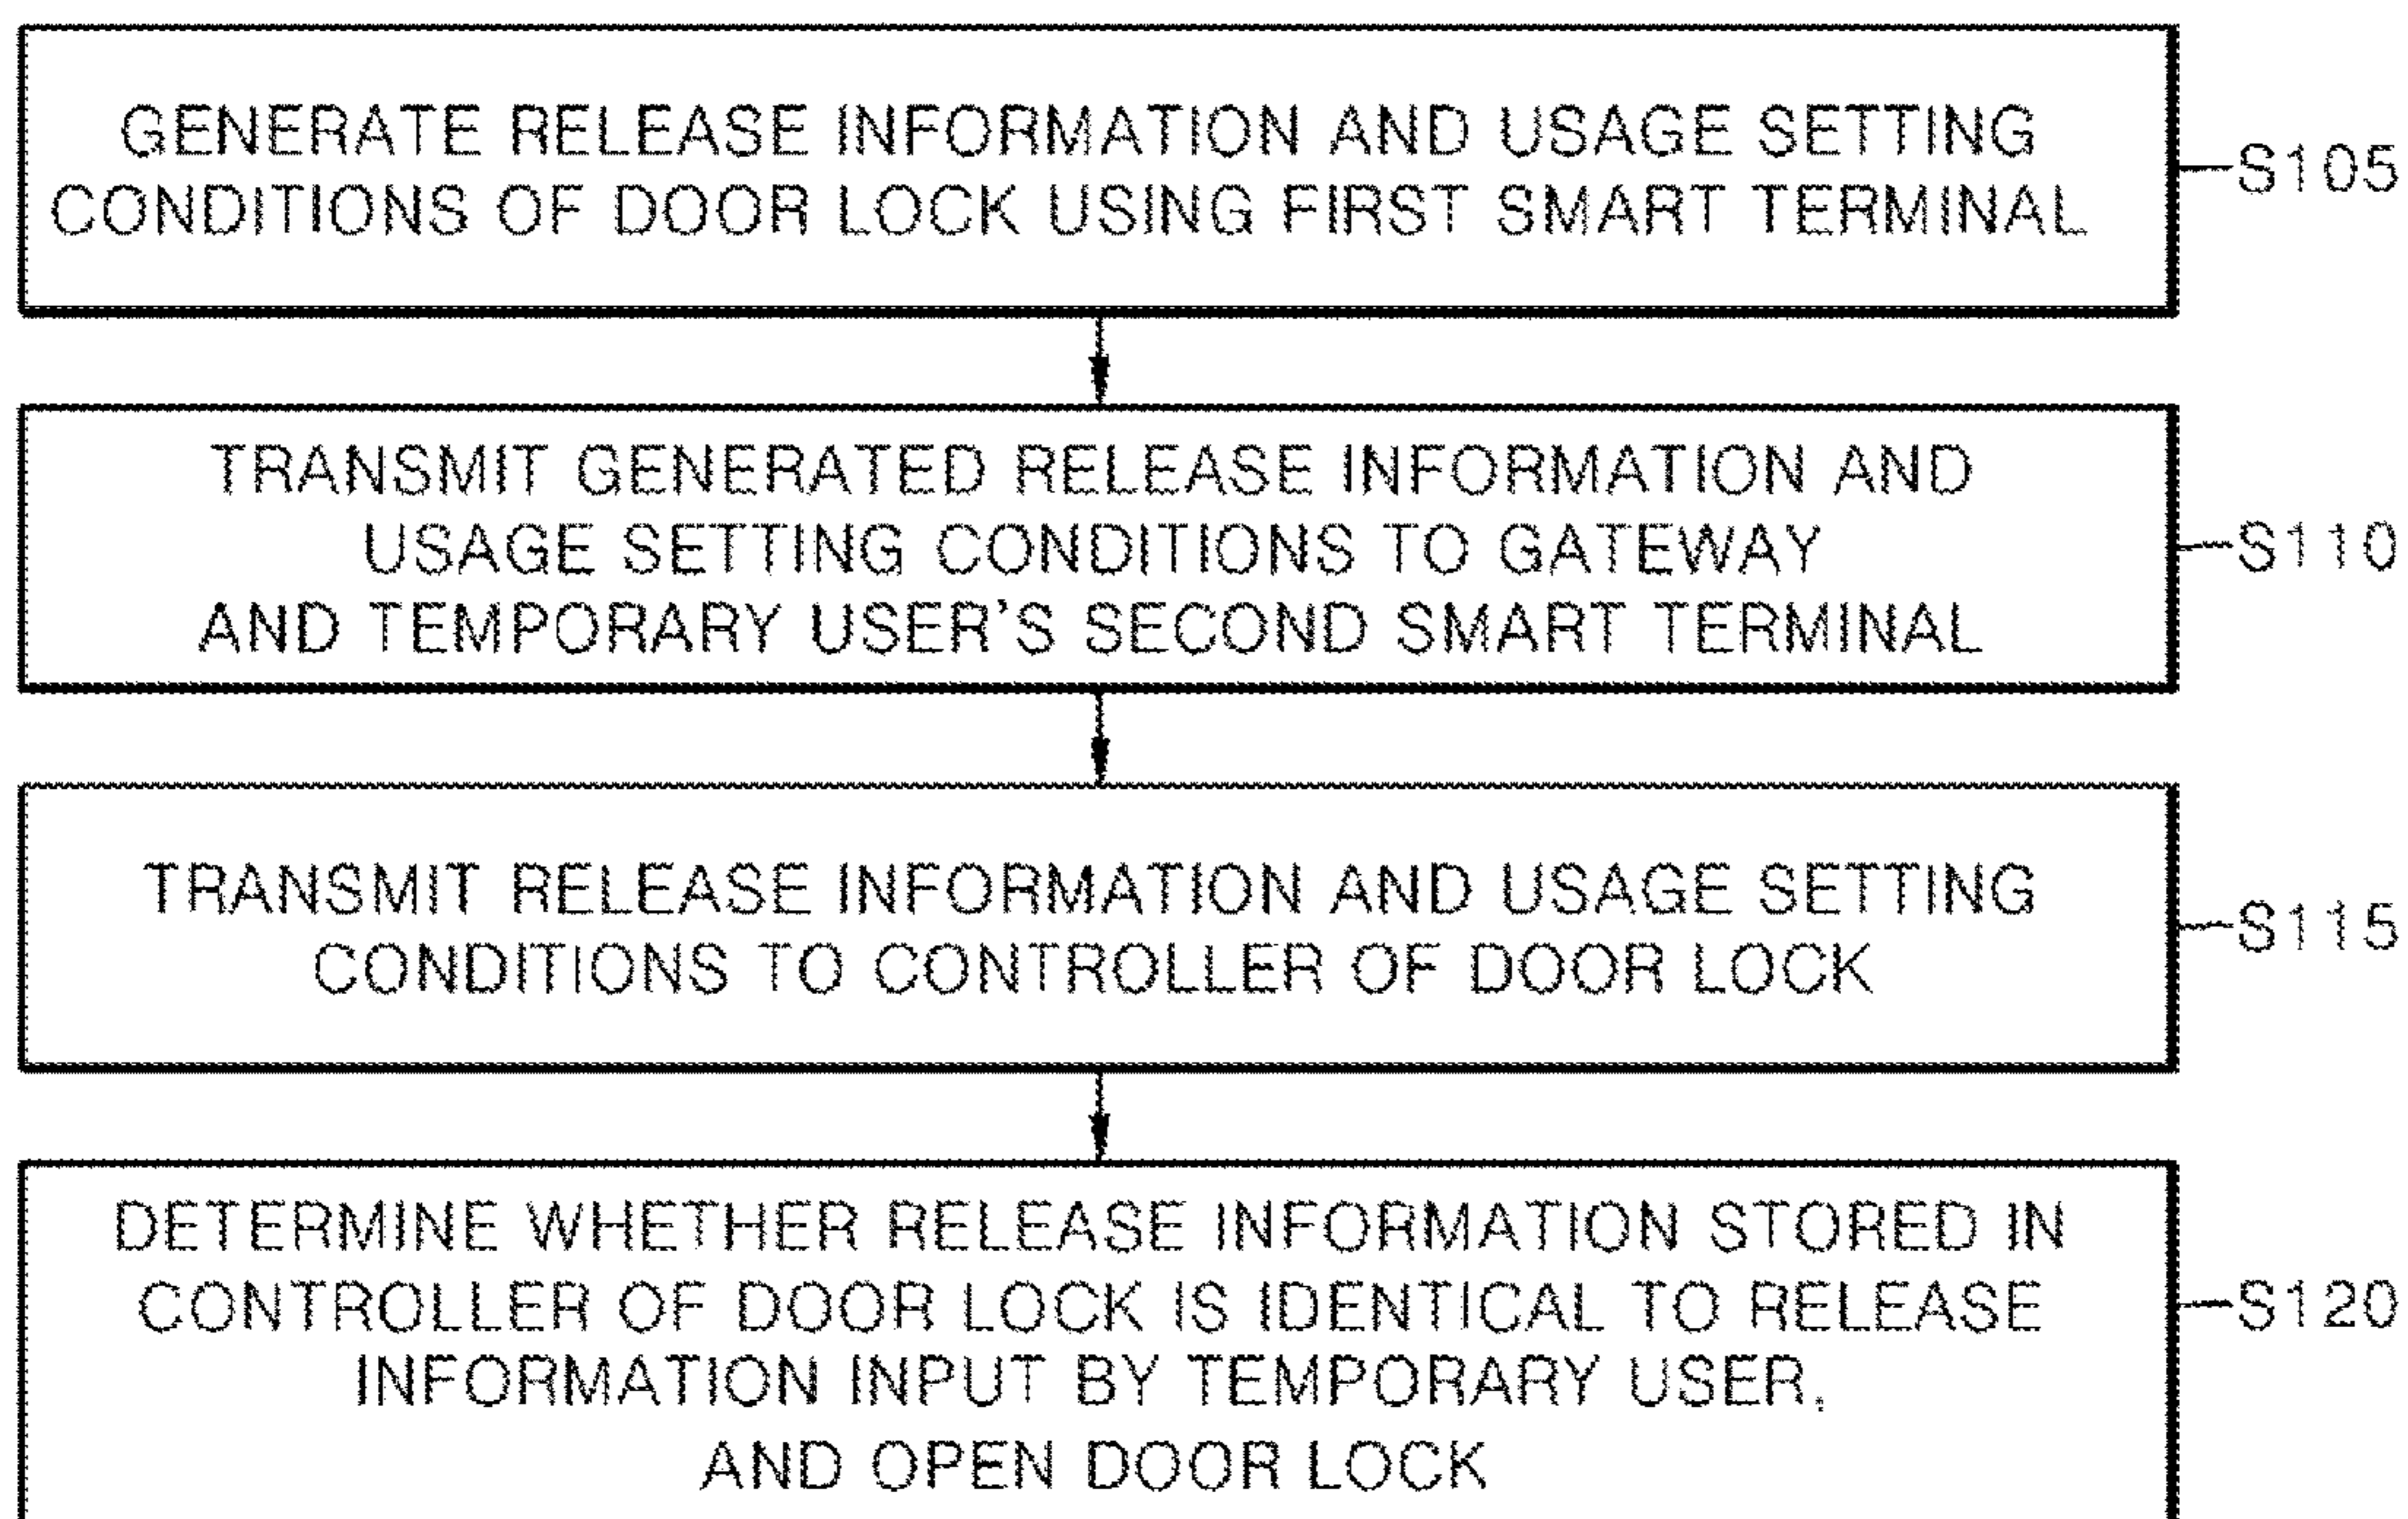 GENERATE RELEASE INFORMATION AND USAGE SETTING
CONDITIONS OF DOOR LOCK USING FIRST SMART TERMINAL
S105
TRANSMIT GENERATED RELEASE INFORMATION AND
USAGE SETTING CONDITIONS TO GATEWAY
AND TEMPORARY USER'S SECOND SMART TERMINAL
S110
TRANSMIT RELEASE INFORMATION AND USAGE SETTING
CONDITIONS TO CONTROLLER OF DOOR LOCK
S115
DETERMINE WHETHER RELEASE INFORMATION STORED IN
CONTROLLER OF DOOR LOCK IS IDENTICAL TO RELEASE
INFORMATION INPUT BY TEMPORARY USER,
AND OPEN DOOR LOCK
S120